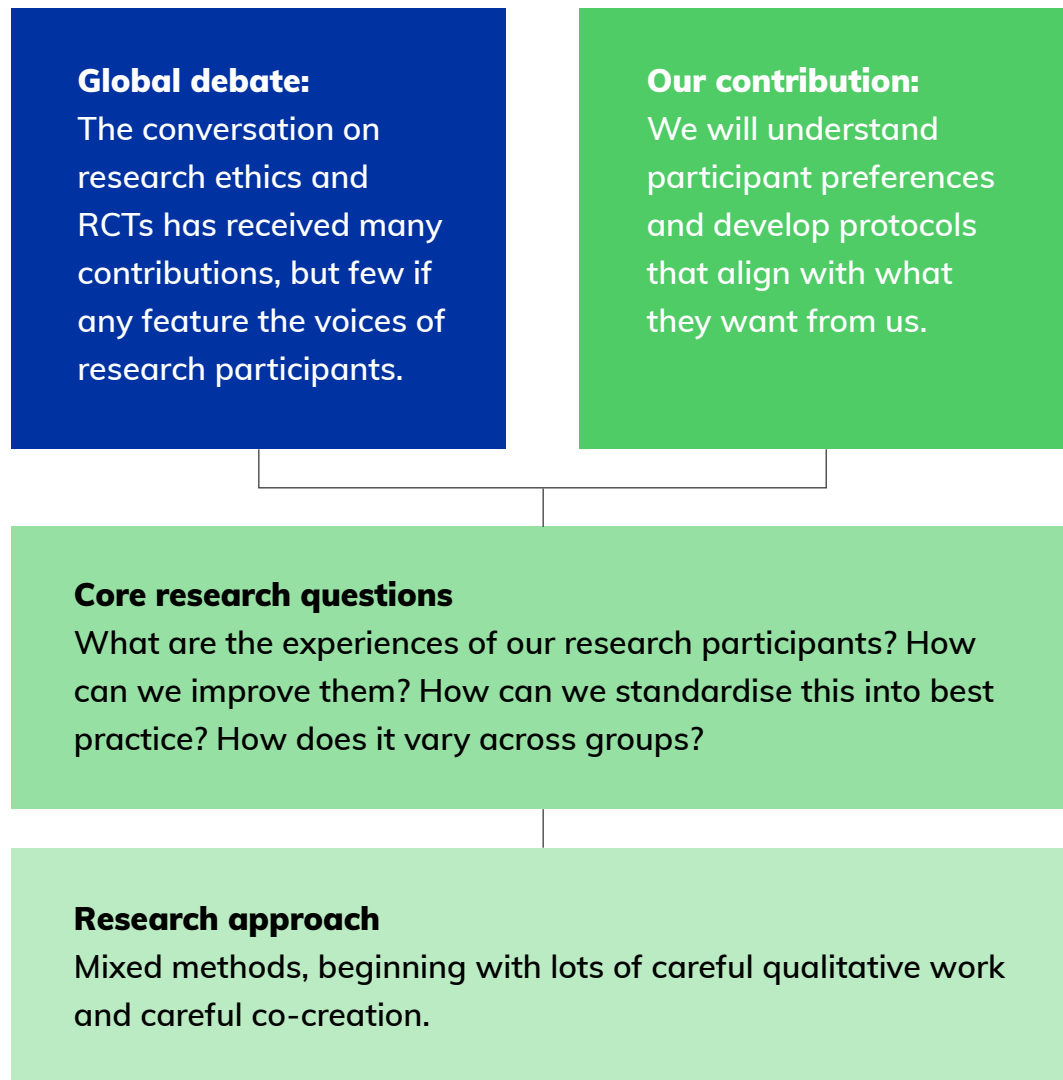 Global debate:
The conversation on
research ethics and
RCTs has received many
contributions, but few if
any feature the voices of
research participants.
Our contribution:
We will understand
participant preferences
and develop protocols
that align with what
they want from us.
Core research questions
What are the experiences of our research participants? How
can we improve them? How can we standardise this into best
practice? How does it vary across groups?
Research approach
Mixed methods, beginning with lots of careful qualitative work
and careful co-creation.